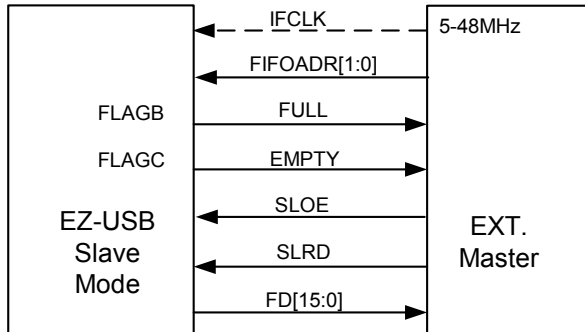 IFCLK
5-48MHz
FIFOADR[1:0]
FLAGB
FULL
FLAGC
EMPTY
SLOE
EZ-USB
Slave
Mode
EXT.
Master
SLRD
FD[15:0]